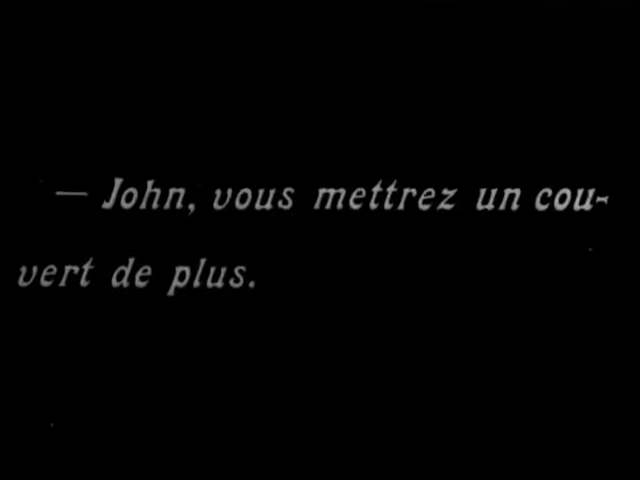 — John, vous mettrez un cou-
vert de plus.